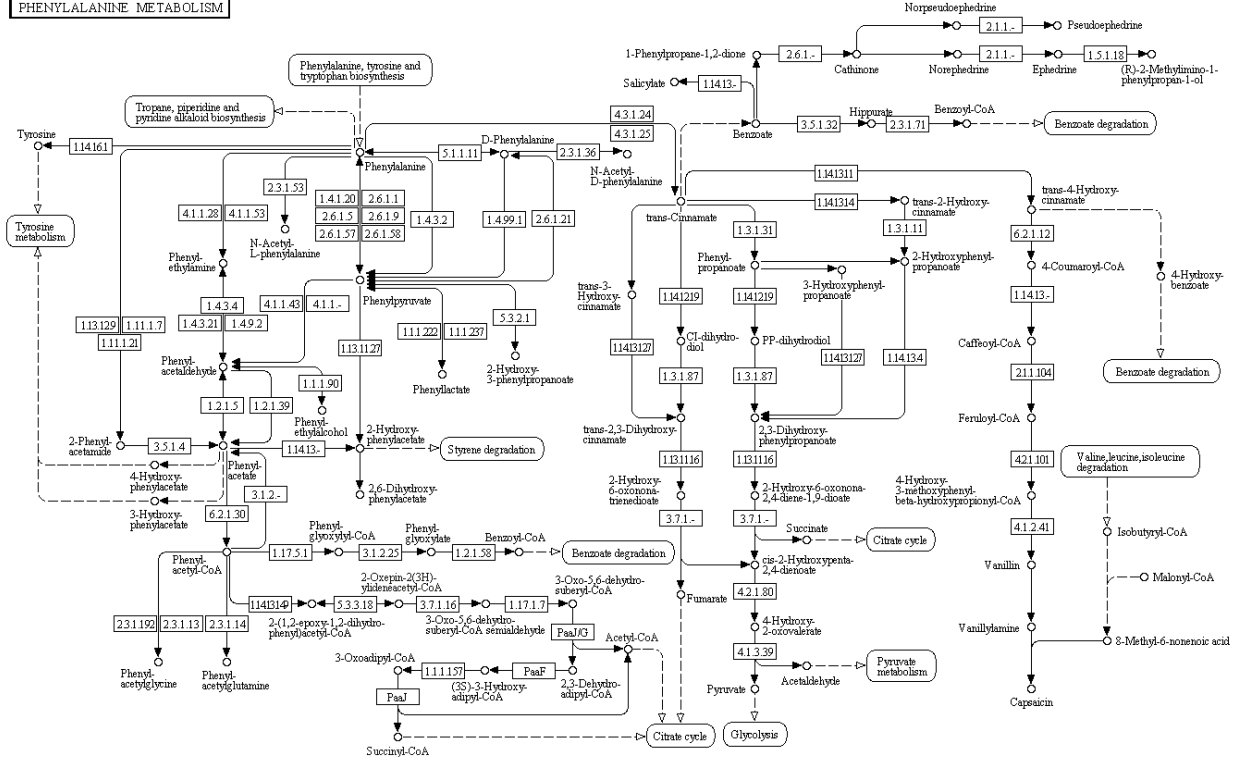 PHENYLALANINE METABOLISM
Norpseudoephedrine
2.1.1.-
Pseudoephedrine
1-Phenylpropane-1,2-dione
2.6.1.-
Cathinone
2.1.1.-
Norephedrine
Ephedrine
1.5.1.18
(R)-2-Methylimino-1-
phenylpropan-1-ol
Phenylalanine, tyrosine and
tryptophan biosynthesis
Salicylate
1.14.13.-
Tropane, piperidine and
pyridine alkaloid biosynthesis
4.3.1.24
4.3.1.25
Benzoate
3.5.1.32
Hippurate
2.3.1.71
Benzoyl-CoA
Benzoate degradation
Tyrosine
1.14.16.1
Phenylalanine
5.1.1.11
D-Phenylalanine
2.3.1.36
N-Acetyl-
D-phenylalanine
1.14.13.11
trans-4-Hydroxy-
cinnamate
2.3.1.53
N-Acetyl-
L-phenylalanine
1.4.1.20
2.6.1.1
2.6.1.5
2.6.1.9
2.6.1.57
2.6.1.58
1.4.3.2
1.4.99.1
2.6.1.21
trans-Cinnamate
1.14.13.14
trans-2-Hydroxy-
cinnamate
4.1.1.28
4.1.1.53
Tyrosine
metabolism
1.3.1.31
1.3.1.11
6.2.1.12
Phenyl-
ethylamine
Phenyl-
propanoate
2-Hydroxyphenyl-
propanoate
4-Coumaroyl-CoA
4-Hydroxy-
benzoate
Phenylpyruvate
trans-3-
Hydroxy-
cinnamate
3-Hydroxyphenyl-
propanoate
1.14.12.19
1.14.12.19
1.14.13.-
1.13.12.9
1.11.1.7
1.11.1.21
1.4.3.4
1.4.3.21
1.4.9.2
4.1.1.43
4.1.1.-
1.1.1.222
1.1.1.237
5.3.2.1
1.13.11.27
CI-dihydro-
diol
PP-dihydrodiol
Caffeoyl-CoA
1.14.13.127
1.14.13.127
1.14.13.4
Phenyl-
acetaldehyde
Phenyllactate
2-Hydroxy-
3-phenylpropanoate
1.3.1.87
1.3.1.87
2.1.1.104
Benzoate degradation
1.1.1.90
Phenyl-
ethylalcohol
1.2.1.5
1.2.1.39
Feruloyl-CoA
trans-2,3-Dihydroxy-
cinnamate
2,3-Dihydroxy-
phenylpropanoate
2-Phenyl-
acetamide
3.5.1.4
Phenyl-
acetate
1.14.13.-
2-Hydroxy-
phenylacetate
Styrene degradation
1.13.11.16
1.13.11.16
4.2.1.101
Valine, leucine, isoleucine
degradation
4-Hydroxy-
phenylacetate
3-Hydroxy-
phenylacetate
3.1.2.-
6.2.1.30
2,6-Dihydroxy-
phenylacetate
2-Hydroxy-
6-oxonona-
trienedioate
2-Hydroxy-6-oxonona-
2,4-diene-1,9-dioate
4-Hydroxy-
3-methoxyphenyl-
beta-hydroxypropionyl-CoA
3.7.1.-
3.7.1.-
4.1.2.41
Succinate
Citrate cycle
Isobutyryl-CoA
Phenyl-
acetyl-CoA
1.17.5.1
Phenyl-
glyoxylyl-CoA
3.1.2.25
Phenyl-
glyoxylate
1.2.1.58
Benzoyl-CoA
Benzoate degradation
cis-2-Hydroxypenta-
2,4-dienoate
Vanillin
Malonyl-CoA
1.14.13.149
2-(1,2-epoxy-1,2-dihydro-
phenyl)acetyl-CoA
5.3.3.18
2-Oxepin-2(3H)-
ylideneacetyl-CoA
3.7.1.16
3-Oxo-5,6-dehydro-
suberyl-CoA semialdehyde
1.17.1.7
3-Oxo-5,6-dehydro-
suberyl-CoA
Fumarate
4.2.1.80
2.3.1.192
2.3.1.13
2.3.1.14
PaaJ/G
Acetyl-CoA
4-Hydroxy-
2-oxovalerate
Vanillylamine
8-Methyl-6-nonenoic acid
4.1.3.39
Phenyl-
acetylglycine
Phenyl-
acetylglutamine
3-Oxoadipyl-CoA
1.1.1.157
(3S)-3-Hydroxy-
adipyl-CoA
PaaF
2,3-Dehydro-
adipyl-CoA
PaaJ
Acetaldehyde
Pyruvate
metabolism
Pyruvate
Capsaicin
Succinyl-CoA
Citrate cycle
Glycolysis